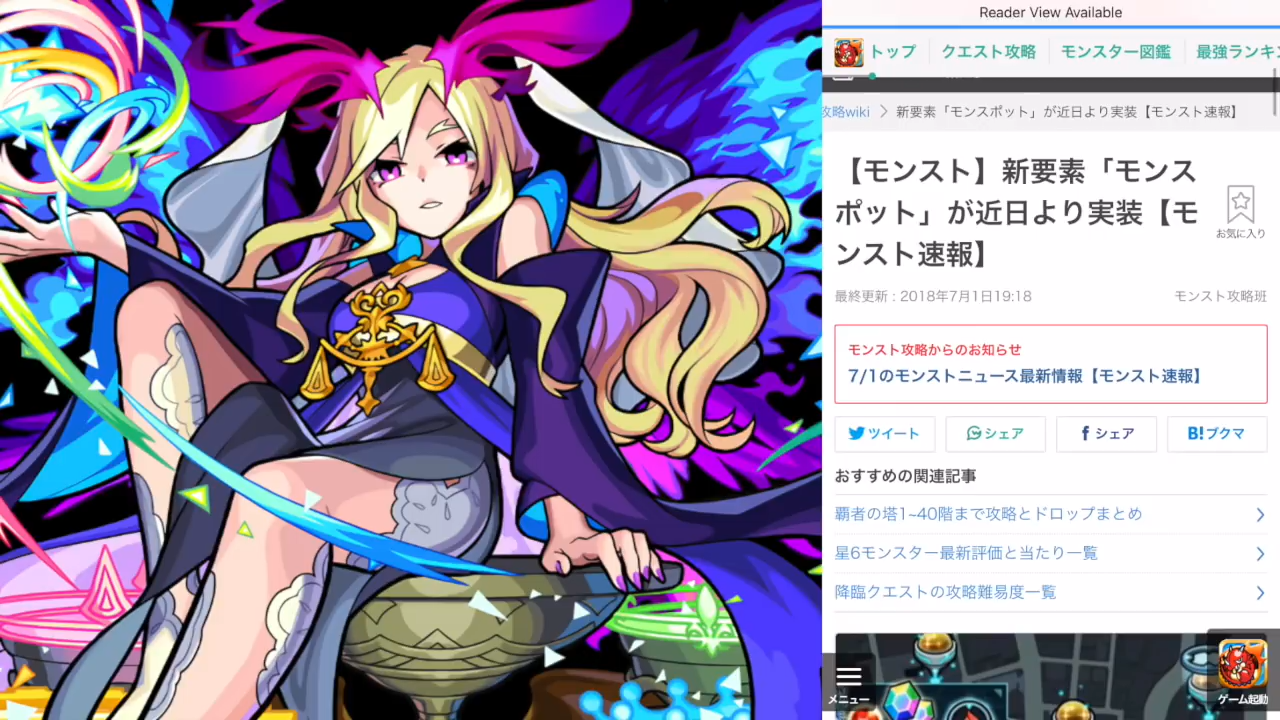 Reader View Available
トップ
クエスト攻略
モンスター図鑑
最強ランキ
攻略wiki 〉 新要素「モンスポット」が近日より実装【モンスト速報】
【モンスト】新要素「モンス
ポット」が近日より実装【モ
ンスト速報】
お気に入り
最終更新 : 2018年7月1日19:18
モンスト攻略班
モンスト攻略からのお知らせ
7/1のモンストニュース最新情報【モンスト速報】
ツイート
シェア
f シェア
B!ブクマ
おすすめの関連記事
覇者の塔1~40階まで攻略とドロップまとめ
星6モンスター最新評価と当たり一覧
降臨クエストの攻略難易度一覧
メニュー
ゲーム起動